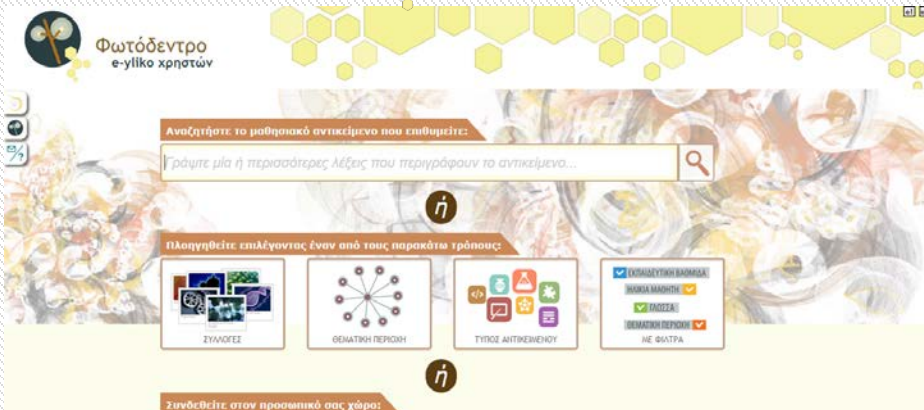 Φωτόδεντρο
e-yliko χρηστών
Αναζητήστε το μαθησιακό αντικείμενο που επιθυμείτε:
Γράψτε μία ή περισσότερες λέξεις που περιγράφουν το αντικείμενο...
ή
Πλοηγηθείτε επιλέγοντας έναν από τους παρακάτω τρόπους:
ΕΚΠΑΙΔΕΥΤΙΚΗ ΒΑΘΜΙΔΑ
ΗΛΙΚΙΑ ΜΑΘΗΤΗ
ΓΛΩΣΣΑ
ΘΕΜΑΤΙΚΗ ΠΕΡΙΟΧΗ
ΣΥΛΛΟΓΕΣ
ΘΕΜΑΤΙΚΗ ΠΕΡΙΟΧΗ
ΤΥΠΟΣ ΑΝΤΙΚΕΙΜΕΝΟΥ
ΜΕ ΦΙΛΤΡΑ
ή
Συνδεθείτε στον προσωπικό σας χώρο: